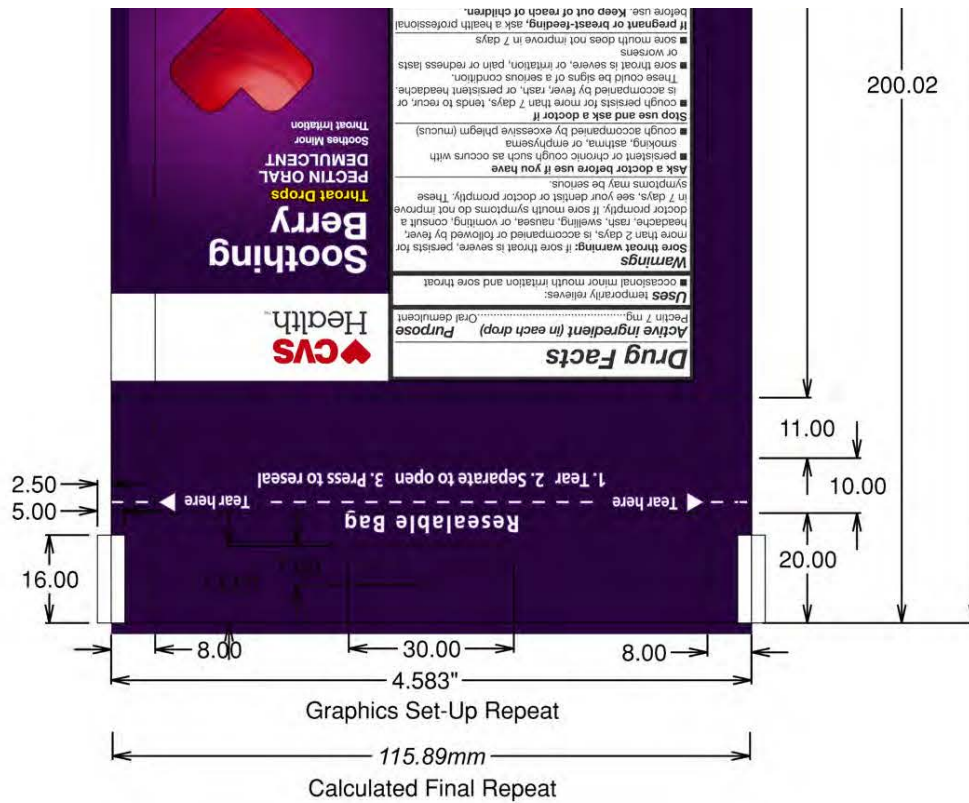 Drug Facts
Active ingredient (in each drop) Purpose
Pectin 7 mg......................................................Oral demulcent
Uses temporarily relieves:
■ occasional minor mouth irritation and sore throat
Warnings
Sore throat warning: if sore throat is severe, persists for
more than 2 days, is accompanied or followed by fever,
headache, rash, swelling, nausea, or vomiting, consult a
doctor promptly. If sore mouth symptoms do not improve
in 7 days, see your dentist or doctor promptly. These
symptoms may be serious.
Ask a doctor before use if you have
■ persistent or chronic cough such as occurs with
smoking, asthma, or emphysema
■ cough accompanied by excessive phlegm (mucus)
Stop use and ask a doctor if
■ cough persists for more than 7 days, tends to recur, or
is accompanied by fever, rash, or persistent headache.
These could be signs of a serious condition.
■ sore throat is severe, or irritation, pain or redness lasts
or worsens
■ sore mouth does not improve in 7 days
If pregnant or breast-feeding, ask a health professional
before use. Keep out of reach of children.
CVS
Health™
Soothing
Berry
Throat Drops
PECTIN ORAL
DEMULCENT
Soothes Minor
Throat Irritation
Resealable Bag
Tear here
Tear here
1. Tear 2. Separate to open 3. Press to reseal
200.02
11.00
10.00
20.00
2.50
5.00
16.00
8.00
30.00
8.00
4.583"
Graphics Set-Up Repeat
115.89mm
Calculated Final Repeat